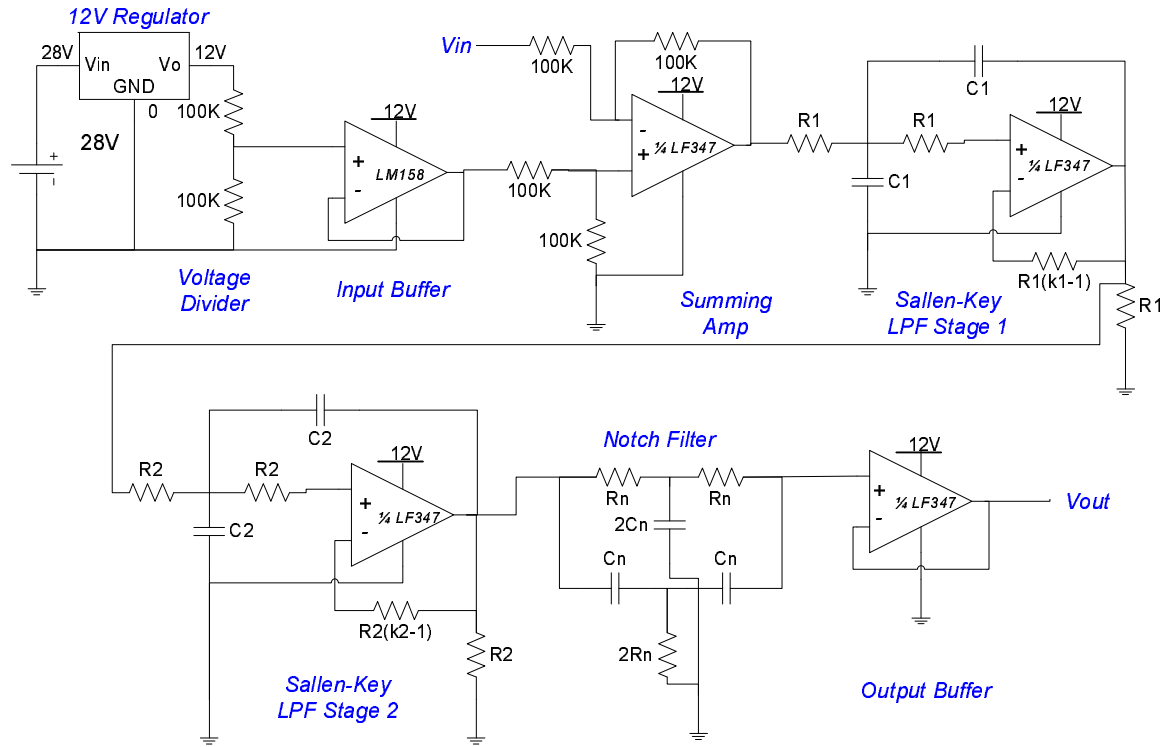 12V Regulator
28V
Vin
Vo
12V
GND
0
100K
28V
+
-
100K
Voltage
Divider
+
-
12V
LM158
Input Buffer
Vin
100K
100K
12V
-
+
¼ LF347
100K
100K
Summing
Amp
R1
C1
R1
C1
12V
+
-
¼ LF347
R1(k1-1)
R1
Sallen-Key
LPF Stage 1
R2
C2
R2
C2
12V
+
-
¼ LF347
R2(k2-1)
R2
Sallen-Key
LPF Stage 2
Notch Filter
Rn
Rn
2Cn
Cn
Cn
2Rn
12V
+
-
¼ LF347
Vout
Output Buffer